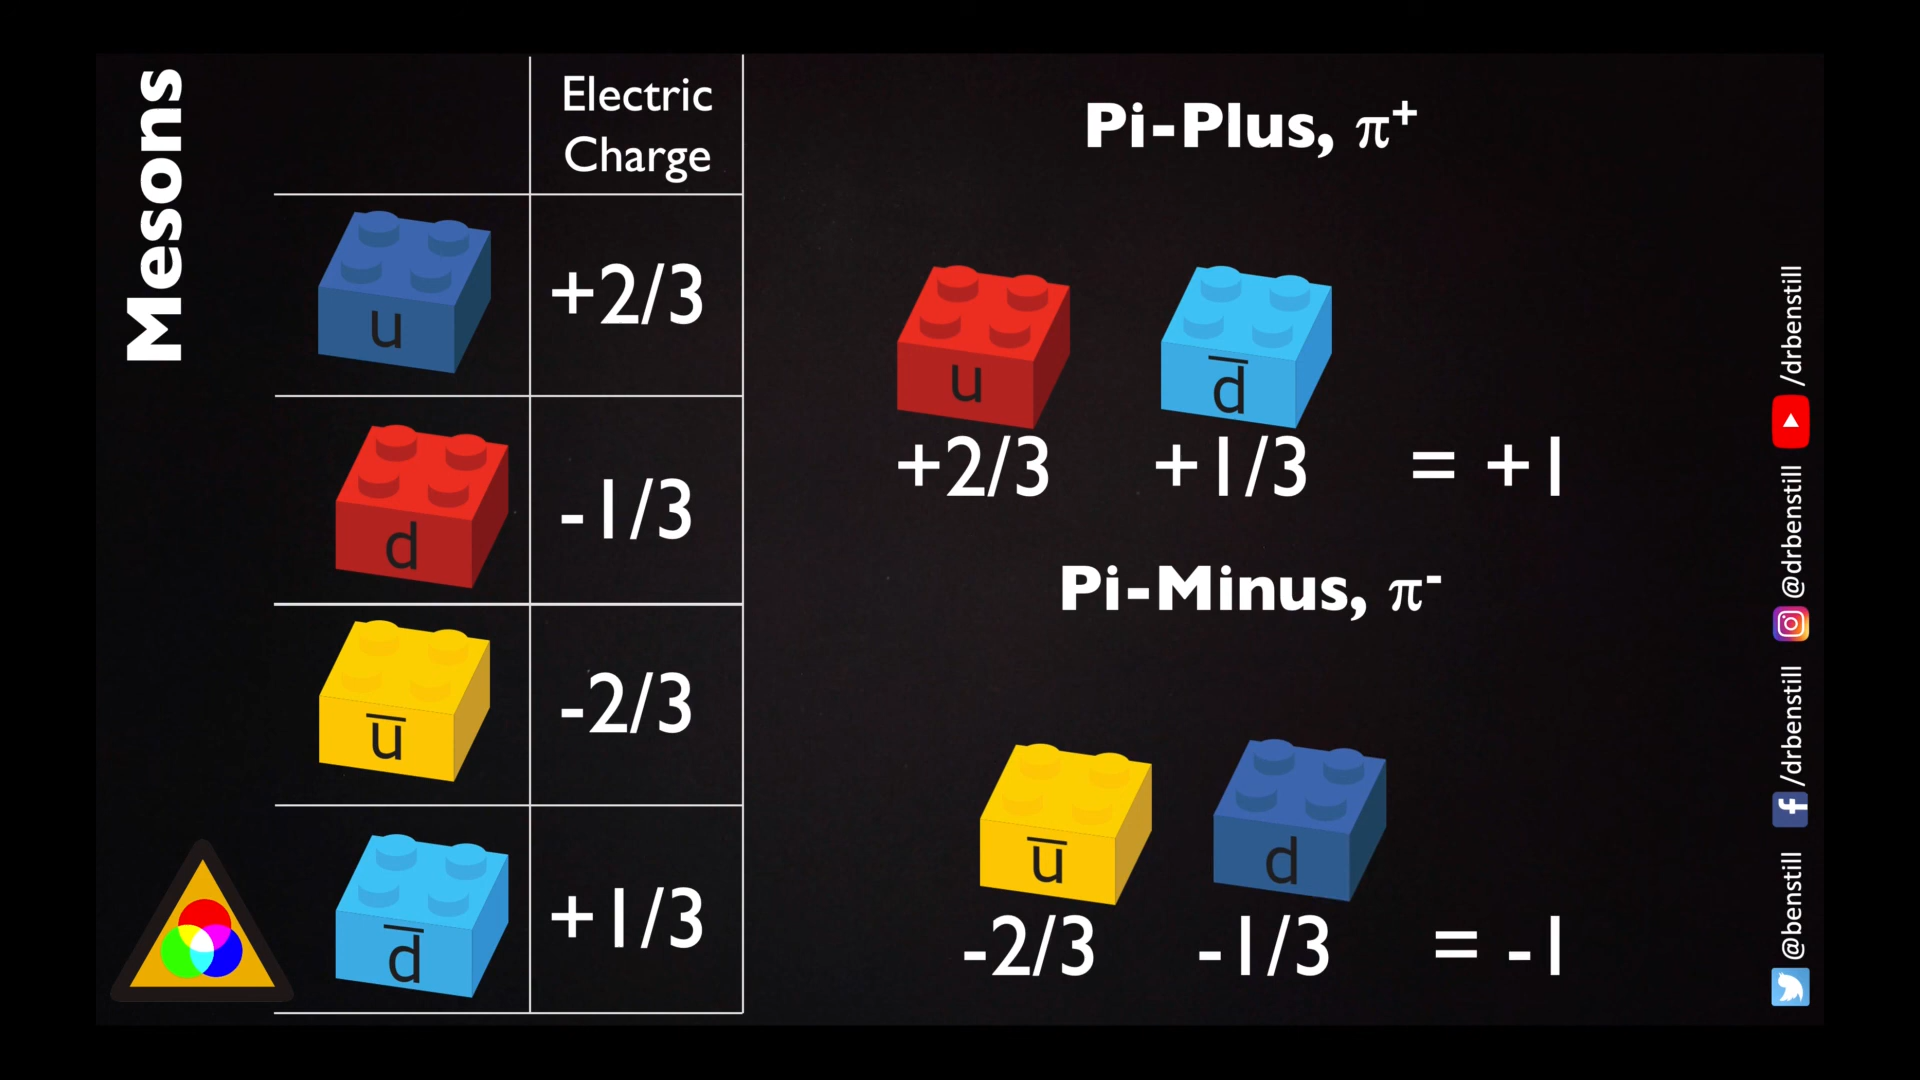 Mesons
Electric
Charge
u
+2/3
d
-1/3
u̅
-2/3
d̅
+1/3
Pi-Plus, π⁺
u
d̅
+2/3 +1/3 = +1
Pi-Minus, π⁻
u̅
d
-2/3 -1/3 = -1
/drbenstill
@drbenstill
/drbenstill
@benstill